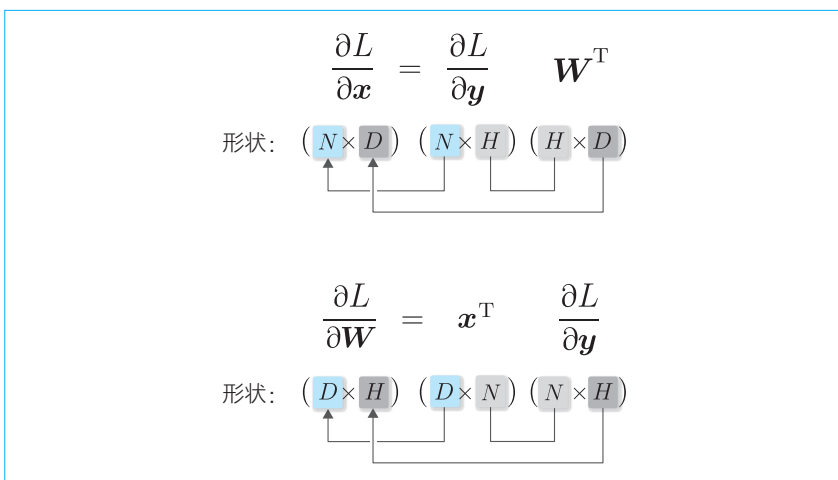 ∂L/∂x = ∂L/∂y W^T
形状: (N×D) (N×H) (H×D)
∂L/∂W = x^T ∂L/∂y
形状: (D×H) (D×N) (N×H)